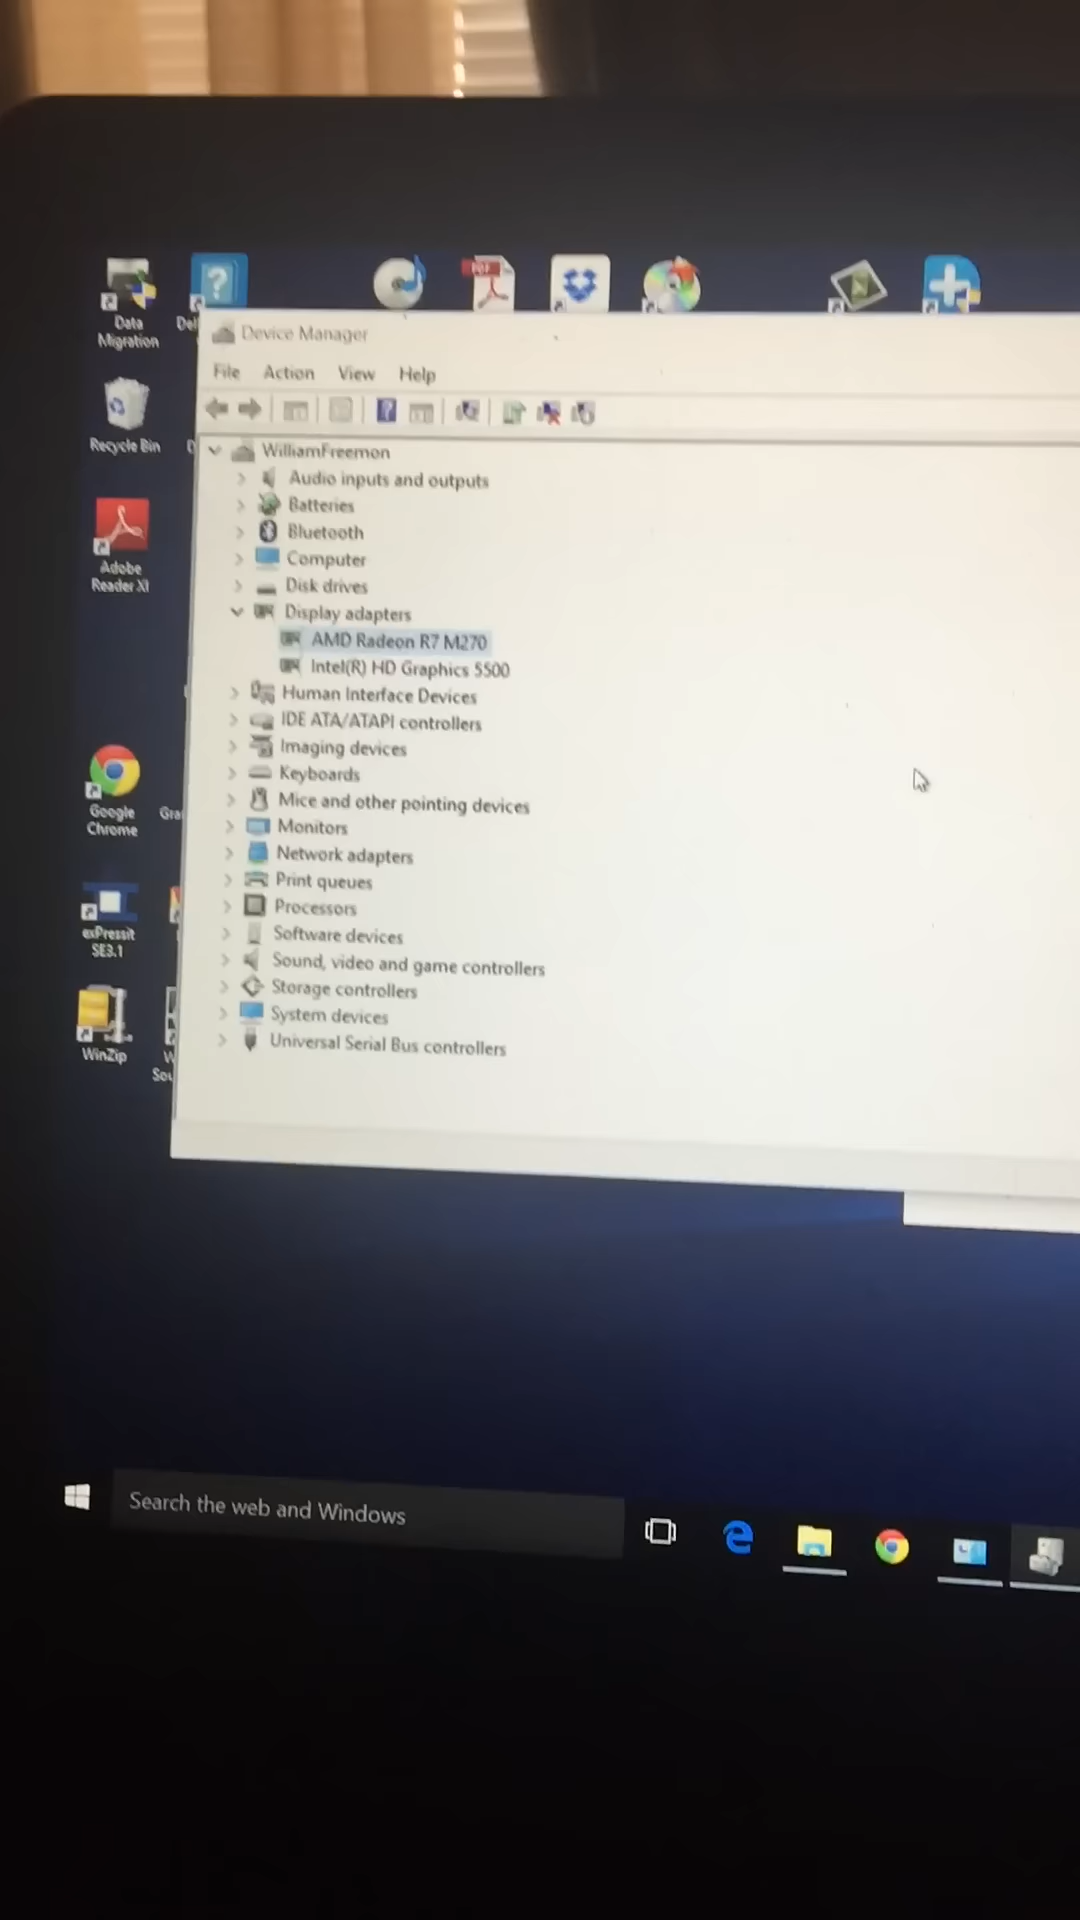 Data
Migration
Del
PDF
Device Manager
File Action View Help
Recycle Bin
WilliamFreemon
Audio inputs and outputs
Batteries
Bluetooth
Computer
Adobe
Reader XI
Disk drives
Display adapters
AMD Radeon R7 M270
Intel(R) HD Graphics 5500
Human Interface Devices
IDE ATA/ATAPI controllers
Imaging devices
Keyboards
Google
Chrome
Gra
Mice and other pointing devices
Monitors
Network adapters
Print queues
Processors
exPressit
SE3.1
Software devices
Sound, video and game controllers
Storage controllers
System devices
Universal Serial Bus controllers
WinZip
W
Sou
Search the web and Windows